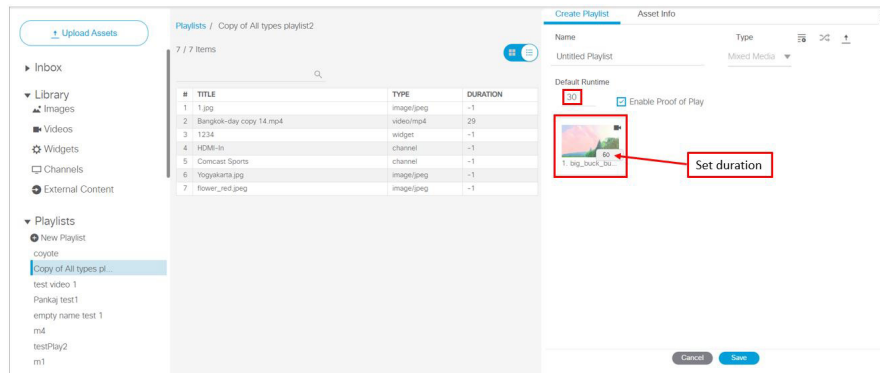 Upload Assets
Inbox
Library
Images
Videos
Widgets
Channels
External Content
Playlists
New Playlist
coyote
Copy of All types pl...
test video 1
Pankaj test1
empty name test 1
m4
testPlay2
m1
Playlists / Copy of All types playlist2
7 / 7 Items
# TITLE TYPE DURATION
1 1.jpg image/jpeg -1
2 Bangkok-day copy 14.mp4 video/mp4 29
3 1234 widget -1
4 HDMI-In channel -1
5 Comcast Sports channel -1
6 Yogyakarta.jpg image/jpeg -1
7 flower_red.jpeg image/jpeg -1
Create Playlist Asset Info
Name Type
Untitled Playlist Mixed Media
Default Runtime
30 Enable Proof of Play
50
1. big_buck_bu...
Set duration
Cancel Save